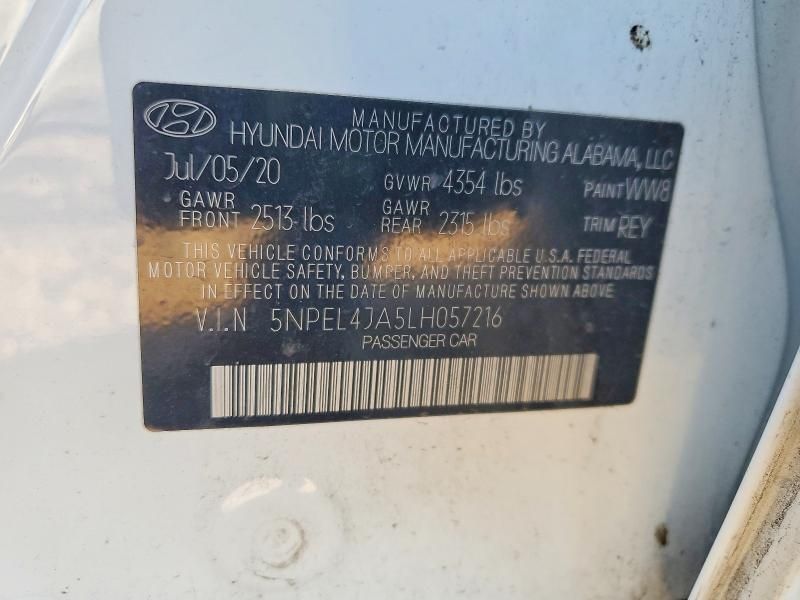 MANUFACTURED BY
HYUNDAI MOTOR MANUFACTURING ALABAMA, LLC
Jul/05/20 GVWR 4354 lbs PAINT WW8
GAWR FRONT 2513 lbs GAWR REAR 2315 lbs TRIM REY
THIS VEHICLE CONFORMS TO ALL APPLICABLE U.S.A. FEDERAL
MOTOR VEHICLE SAFETY, BUMPER, AND THEFT PREVENTION STANDARDS
IN EFFECT ON THE DATE OF MANUFACTURE SHOWN ABOVE.
V.I.N 5NPEL4JA5LH057216
PASSENGER CAR